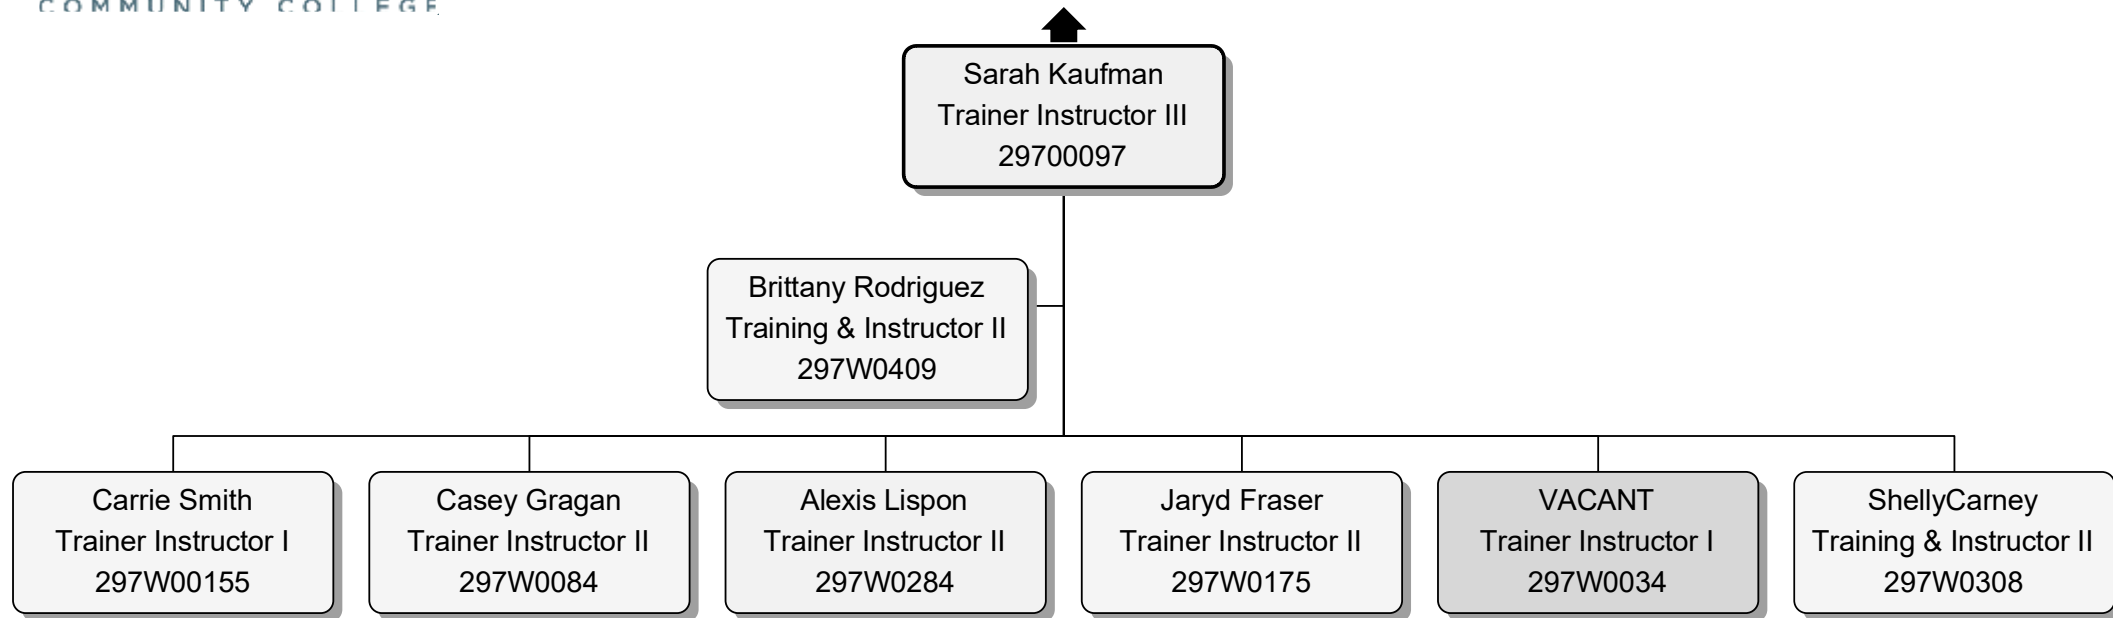 COMMUNITY COLLEGE
Sarah Kaufman
Trainer Instructor III
29700097
Brittany Rodriguez
Training & Instructor II
297W0409
Carrie Smith
Trainer Instructor I
297W00155
Casey Gragan
Trainer Instructor II
297W0084
Alexis Lispon
Trainer Instructor II
297W0284
Jaryd Fraser
Trainer Instructor II
297W0175
VACANT
Trainer Instructor I
297W0034
ShellyCarney
Training & Instructor II
297W0308